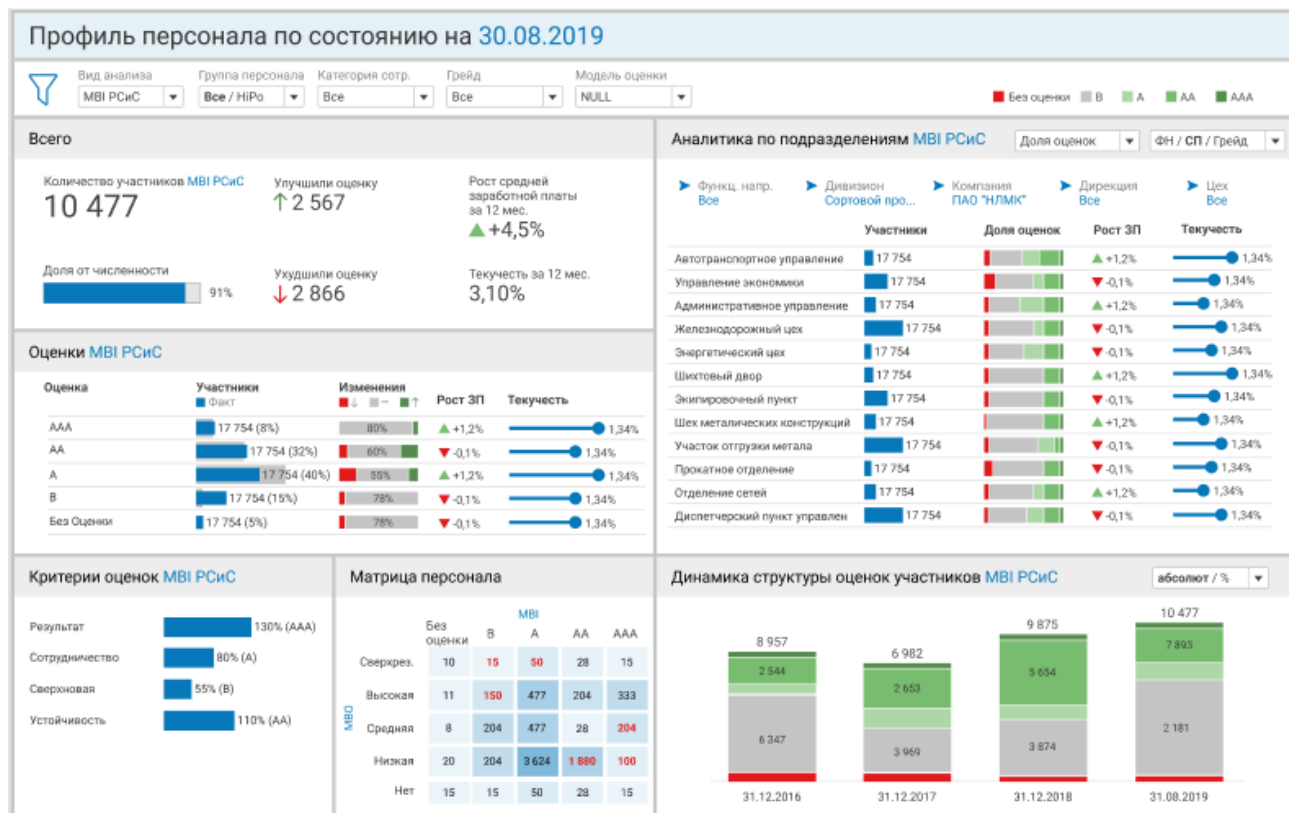 Профиль персонала по состоянию на 30.08.2019
Вид анализа
MBI РСиС
Группа персонала
Все / HiPo
Категория сотр.
Все
Грейд
Все
Модель оценки
NULL
Без оценки B A AA AAA
Всего
Количество участников MBI РСиС
10 477
Улучшили оценку
↑ 2 567
Рост средней
заработной платы
за 12 мес.
▲ +4,5%
Доля от численности
91%
Ухудшили оценку
↓ 2 866
Текучесть за 12 мес.
3,10%
Оценки MBI РСиС
Оценка Участники Изменения Рост ЗП Текучесть
Факт ↓ – ↑
AAA 17 754 (8%) 80% ▲ +1,2% 1,34%
AA 17 754 (32%) 60% ▼ -0,1% 1,34%
A 17 754 (40%) 55% ▲ +1,2% 1,34%
B 17 754 (15%) 78% ▼ -0,1% 1,34%
Без Оценки 17 754 (5%) 78% ▼ -0,1% 1,34%
Аналитика по подразделениям MBI РСиС
Доля оценок
ФН / СП / Грейд
Функц. напр.
Все
Дивизион
Сортовой про...
Компания
ПАО "НЛМК"
Дирекция
Все
Цех
Все
Участники Доля оценок Рост ЗП Текучесть
Автотранспортное управление 17 754 ▲ +1,2% 1,34%
Управление экономики 17 754 ▼ -0,1% 1,34%
Административное управление 17 754 ▲ +1,2% 1,34%
Железнодорожный цех 17 754 ▼ -0,1% 1,34%
Энергетический цех 17 754 ▼ -0,1% 1,34%
Шихтовый двор 17 754 ▲ +1,2% 1,34%
Экипировочный пункт 17 754 ▼ -0,1% 1,34%
Шех металических конструкций 17 754 ▲ +1,2% 1,34%
Участок отгрузки метала 17 754 ▼ -0,1% 1,34%
Прокатное отделение 17 754 ▼ -0,1% 1,34%
Отделение сетей 17 754 ▲ +1,2% 1,34%
Диспетчерский пункт управлен 17 754 ▼ -0,1% 1,34%
Критерии оценок MBI РСиС
Результат 130% (AAA)
Сотрудничество 80% (A)
Сверхновая 55% (B)
Устойчивость 110% (AA)
Матрица персонала
MBI
Без
оценки B A AA AAA
MBO
Сверхрез. 10 15 50 28 15
Высокая 11 150 477 204 333
Средняя 8 204 477 28 204
Низкая 20 204 3 624 1 880 100
Нет 15 15 50 28 15
Динамика структуры оценок участников MBI РСиС
абсолют / %
8 957 6 982 9 875 10 477
2 544 2 653 5 654 7 893
6 347 3 969 3 874 2 181
31.12.2016 31.12.2017 31.12.2018 31.08.2019